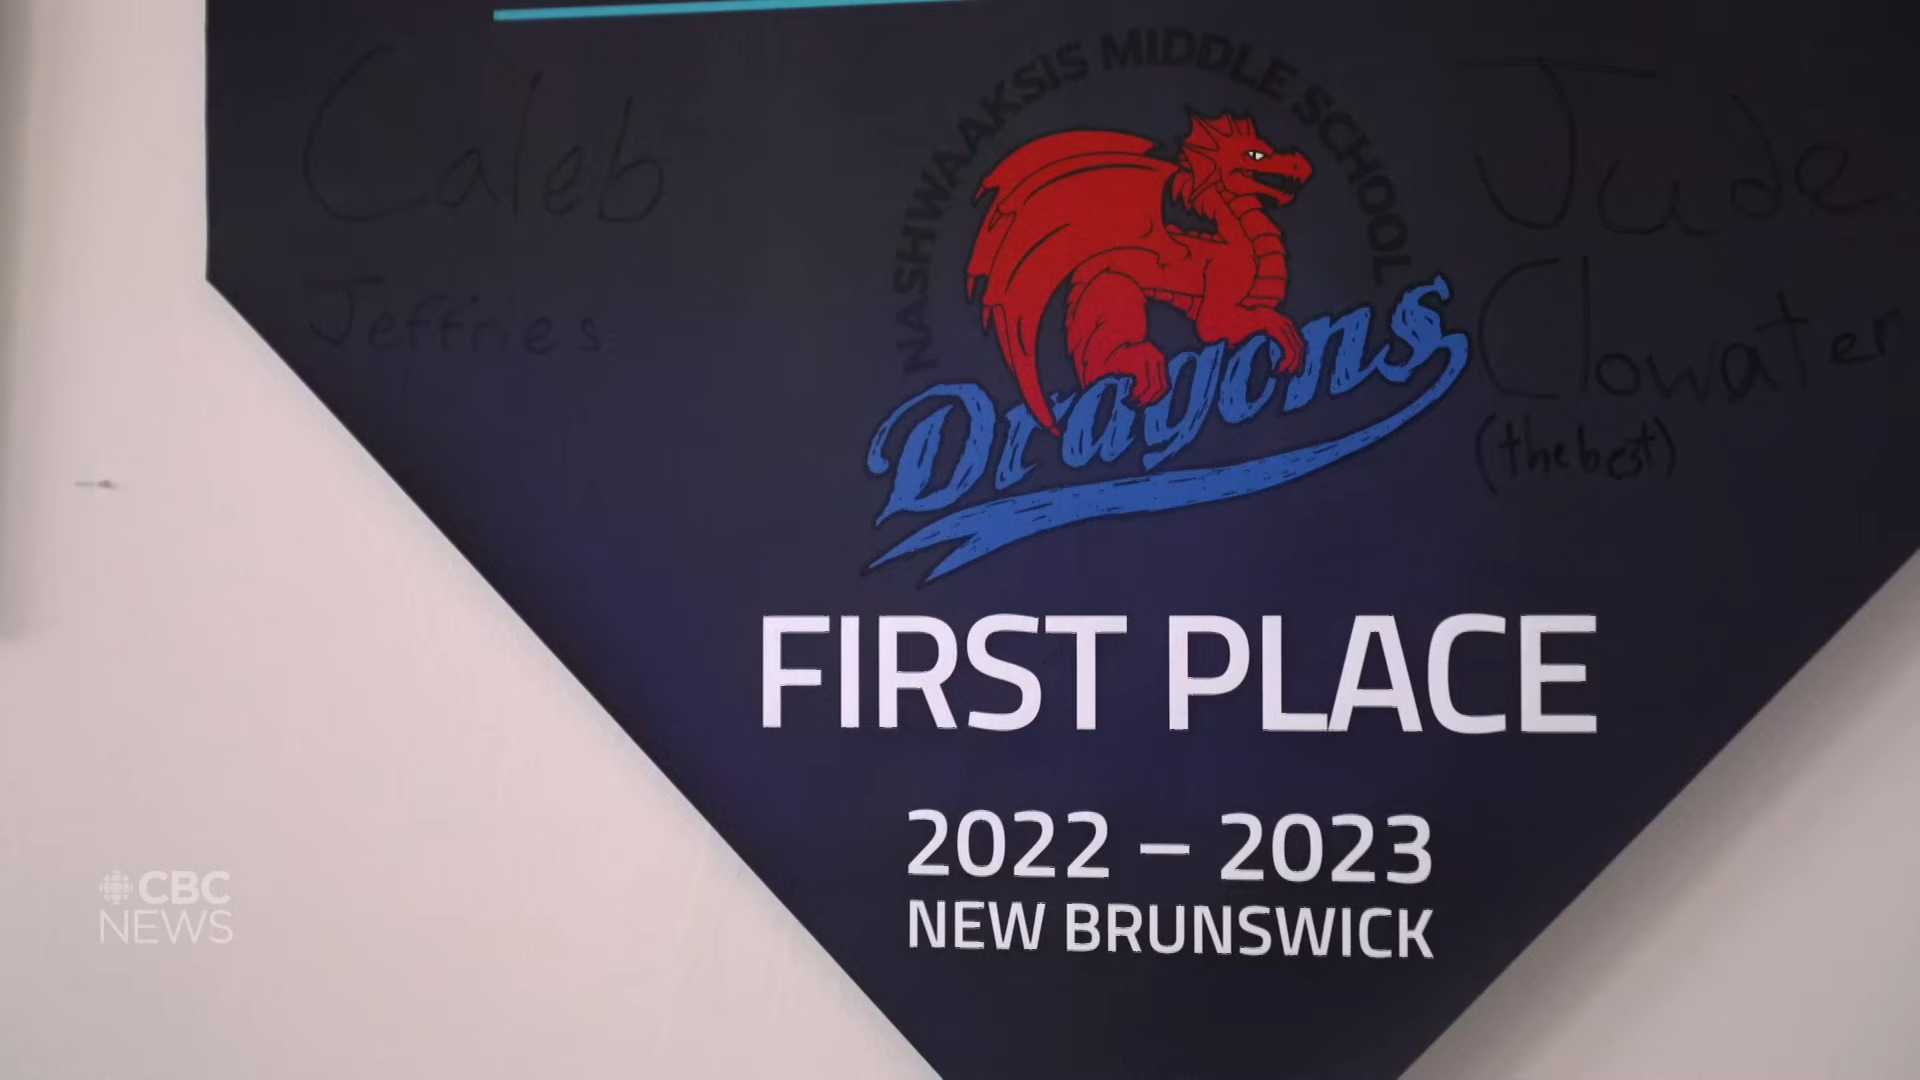 NASHWAAKSIS MIDDLE SCHOOL
Caleb
Jeffries
Jude
Clowater
(the best)
Dragons
FIRST PLACE
2022 – 2023
NEW BRUNSWICK
CBC
NEWS